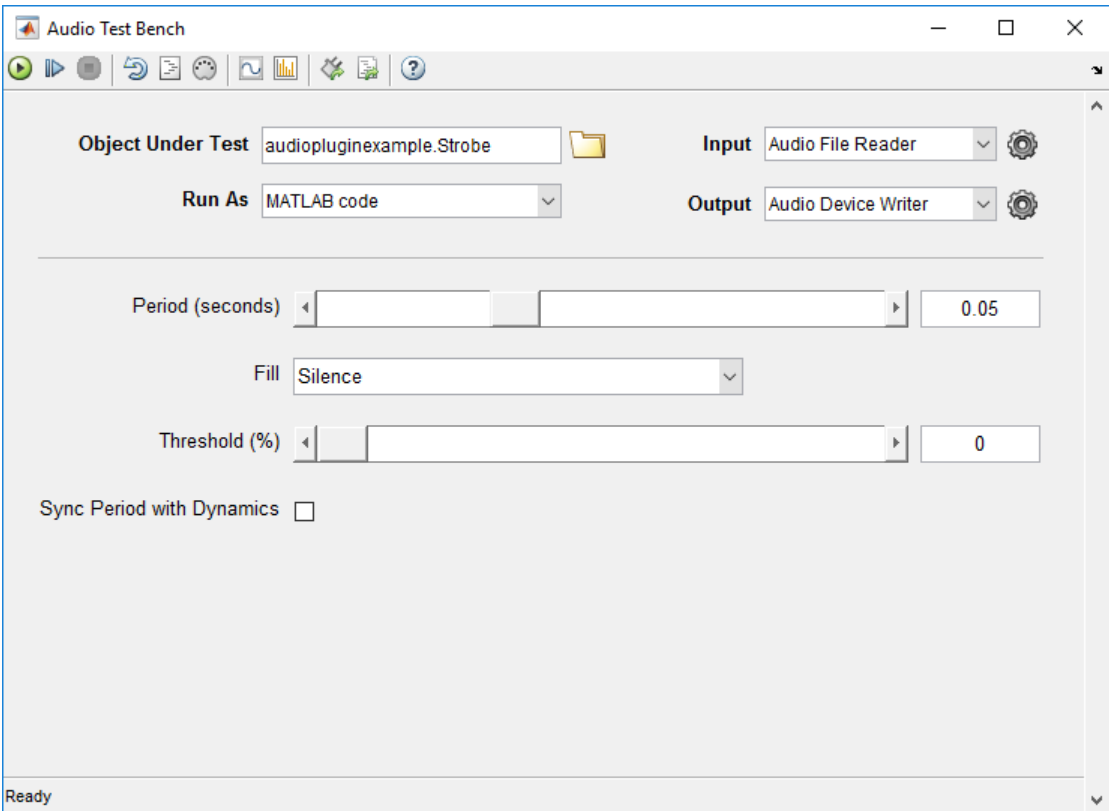 Audio Test Bench
Object Under Test audiopluginexample.Strobe Input Audio File Reader
Run As MATLAB code Output Audio Device Writer
Period (seconds) 0.05
Fill Silence
Threshold (%) 0
Sync Period with Dynamics
Ready